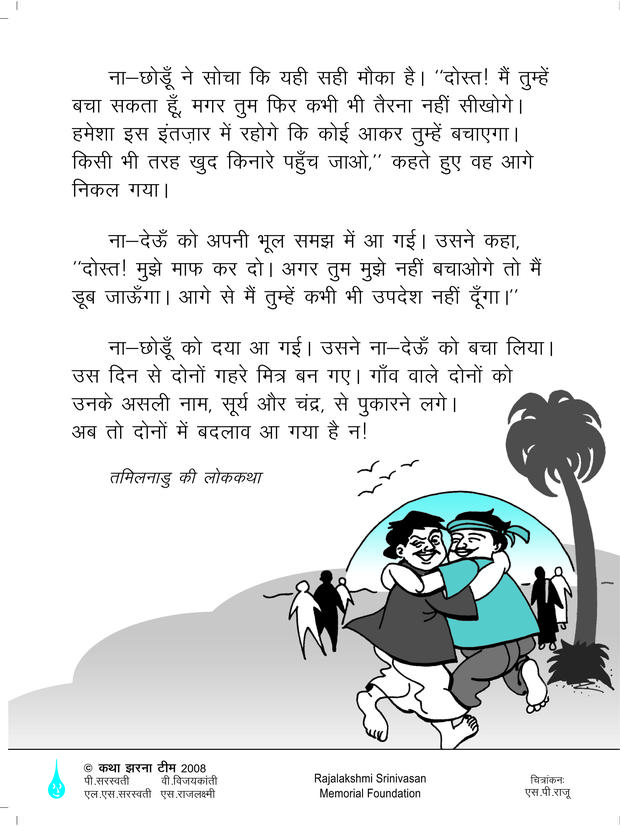 ना–छोडूँ ने सोचा कि यही सही मौका है। ''दोस्त! मैं तुम्हें
बचा सकता हूँ, मगर तुम फिर कभी भी तैरना नहीं सीखोगे।
हमेशा इस इंतज़ार में रहोगे कि कोई आकर तुम्हें बचाएगा।
किसी भी तरह खुद किनारे पहुँच जाओ,'' कहते हुए वह आगे
निकल गया।
ना–देऊँ को अपनी भूल समझ में आ गई। उसने कहा,
''दोस्त! मुझे माफ कर दो। अगर तुम मुझे नहीं बचाओगे तो मैं
डूब जाऊँगा। आगे से मैं तुम्हें कभी भी उपदेश नहीं दूँगा।''
ना–छोडूँ को दया आ गई। उसने ना–देऊँ को बचा लिया।
उस दिन से दोनों गहरे मित्र बन गए। गाँव वाले दोनों को
उनके असली नाम, सूर्य और चंद्र, से पुकारने लगे।
अब तो दोनों में बदलाव आ गया है न!
तमिलनाडु की लोककथा
© कथा झरना टीम 2008
पी.सरस्वती वी.विजयकांती
एल.एस.सरस्वती एस.राजलक्ष्मी
Rajalakshmi Srinivasan
Memorial Foundation
चित्रांकनः
एस.पी.राजू